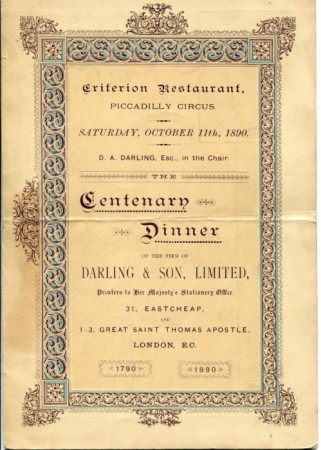 Criterion Restaurant,
PICCADILLY CIRCUS.
SATURDAY, OCTOBER 11th, 1890.
D. A. DARLING, Esq., in the Chair.
THE
Centenary
Dinner
OF THE FIRM OF
DARLING & SON, LIMITED,
Printers to Her Majesty's Stationery Office.
31, EASTCHEAP,
AND
1-3, GREAT SAINT THOMAS APOSTLE,
LONDON, E.C.
1790 1890